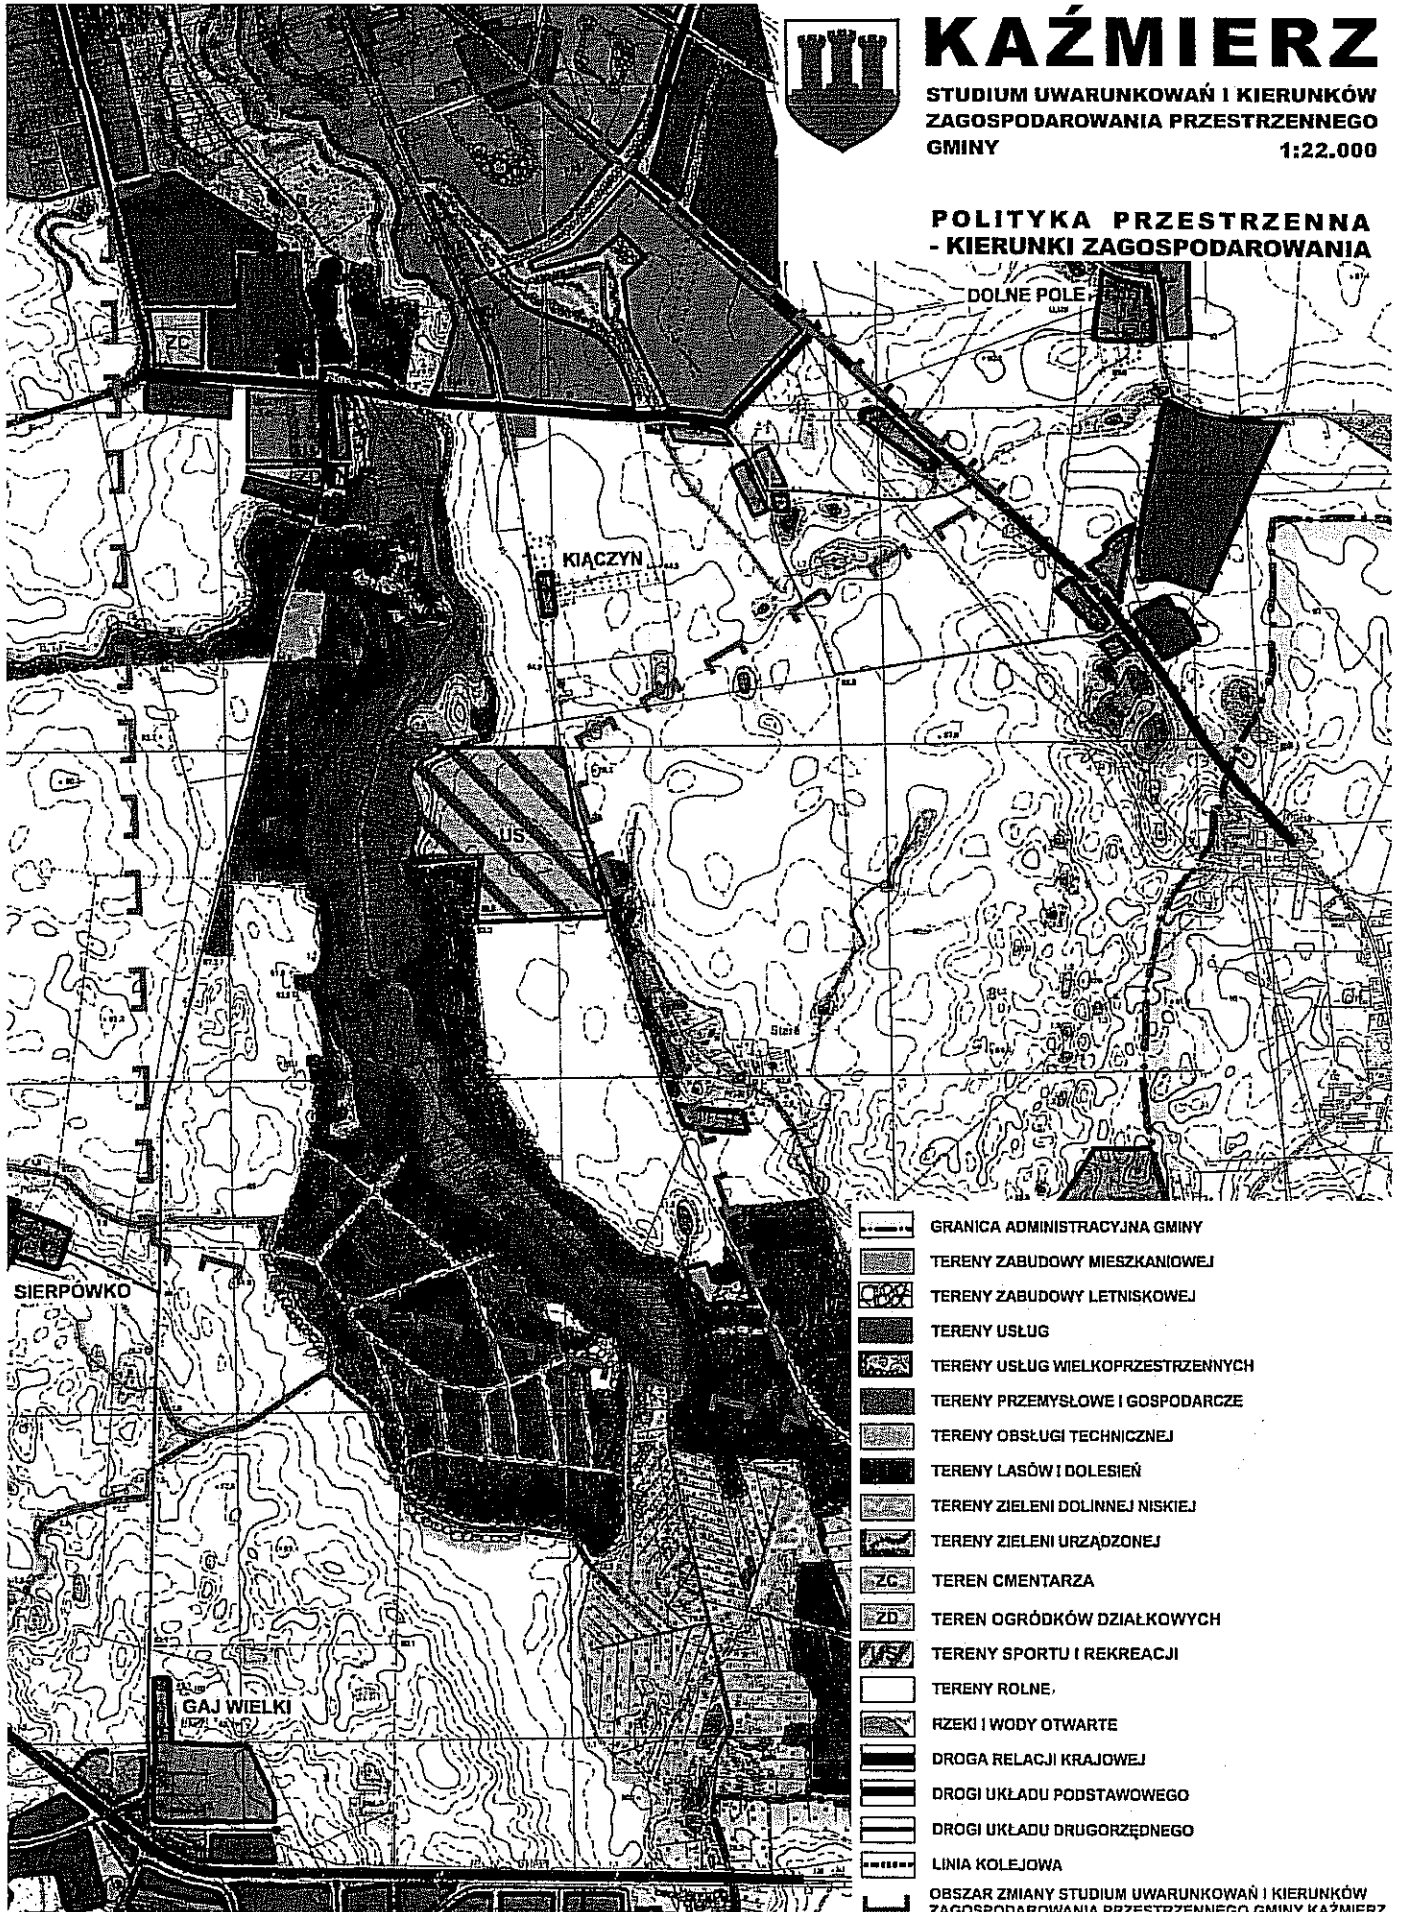 KAŹMIERZ
STUDIUM UWARUNKOWAŃ I KIERUNKÓW
ZAGOSPODAROWANIA PRZESTRZENNEGO
GMINY 1:22.000
POLITYKA PRZESTRZENNA
- KIERUNKI ZAGOSPODAROWANIA
DOLNE POLE
ZC
KIĄCZYN
US
SIERPÓWKO
GAJ WIELKI
GRANICA ADMINISTRACYJNA GMINY
TERENY ZABUDOWY MIESZKANIOWEJ
TERENY ZABUDOWY LETNISKOWEJ
TERENY USŁUG
TERENY USŁUG WIELKOPRZESTRZENNYCH
TERENY PRZEMYSŁOWE I GOSPODARCZE
TERENY OBSŁUGI TECHNICZNEJ
TERENY LASÓW I DOLESIEŃ
TERENY ZIELENI DOLINNEJ NISKIEJ
TERENY ZIELENI URZĄDZONEJ
ZC TEREN CMENTARZA
ZD TEREN OGRÓDKÓW DZIAŁKOWYCH
US TERENY SPORTU I REKREACJI
TERENY ROLNE
RZEKI I WODY OTWARTE
DROGA RELACJI KRAJOWEJ
DROGI UKŁADU PODSTAWOWEGO
DROGI UKŁADU DRUGORZĘDNEGO
LINIA KOLEJOWA
OBSZAR ZMIANY STUDIUM UWARUNKOWAŃ I KIERUNKÓW
ZAGOSPODAROWANIA PRZESTRZENNEGO GMINY KAŹMIERZ